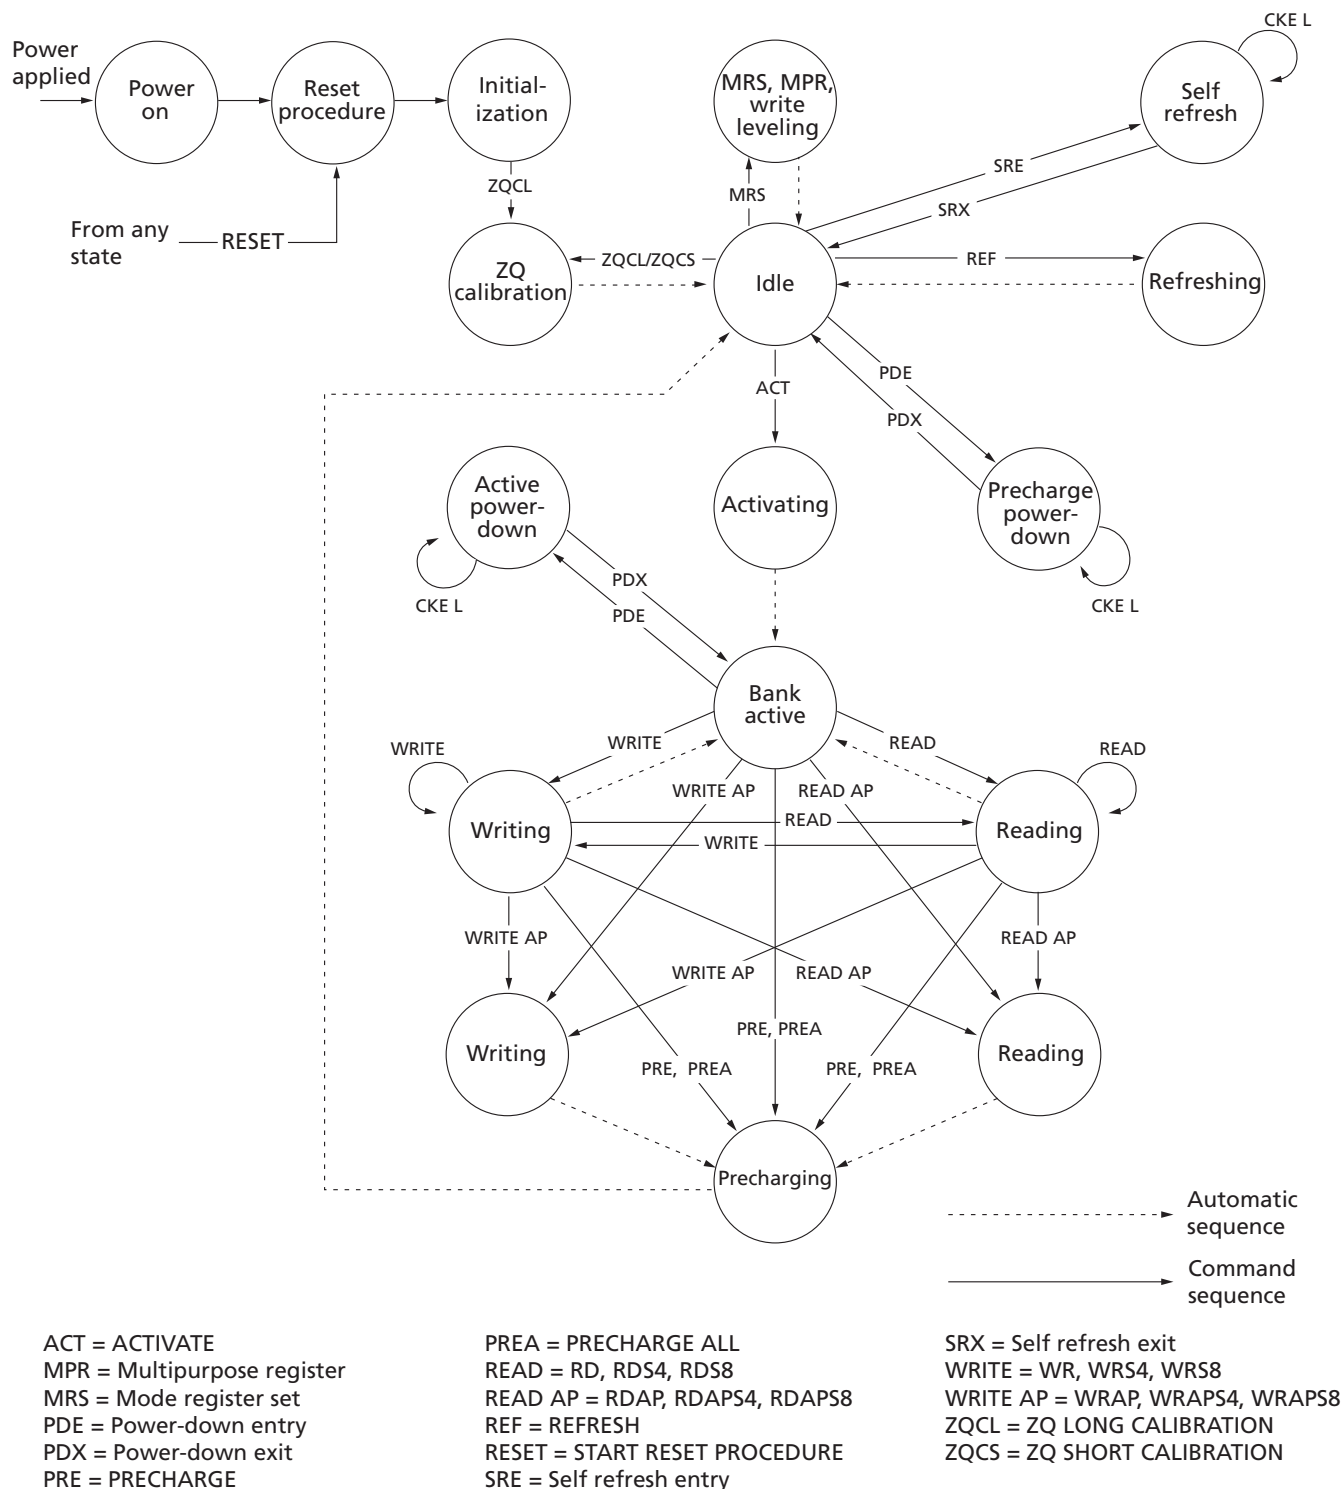 Power
applied
Power
on
Reset
procedure
Initial-
ization
MRS, MPR,
write
leveling
CKE L
Self
refresh
ZQCL
MRS
SRE
SRX
From any
state
RESET
ZQ
calibration
ZQCL/ZQCS
Idle
REF
Refreshing
PDE
ACT
PDX
Active
power-
down
Activating
Precharge
power-
down
CKE L
PDX
PDE
CKE L
Bank
active
WRITE
WRITE
READ
READ
WRITE AP
READ AP
Writing
READ
WRITE
Reading
WRITE AP
READ AP
WRITE AP
READ AP
PRE, PREA
Writing
Reading
PRE, PREA
PRE, PREA
Precharging
Automatic
sequence
Command
sequence
ACT = ACTIVATE
MPR = Multipurpose register
MRS = Mode register set
PDE = Power-down entry
PDX = Power-down exit
PRE = PRECHARGE
PREA = PRECHARGE ALL
READ = RD, RDS4, RDS8
READ AP = RDAP, RDAPS4, RDAPS8
REF = REFRESH
RESET = START RESET PROCEDURE
SRE = Self refresh entry
SRX = Self refresh exit
WRITE = WR, WRS4, WRS8
WRITE AP = WRAP, WRAPS4, WRAPS8
ZQCL = ZQ LONG CALIBRATION
ZQCS = ZQ SHORT CALIBRATION